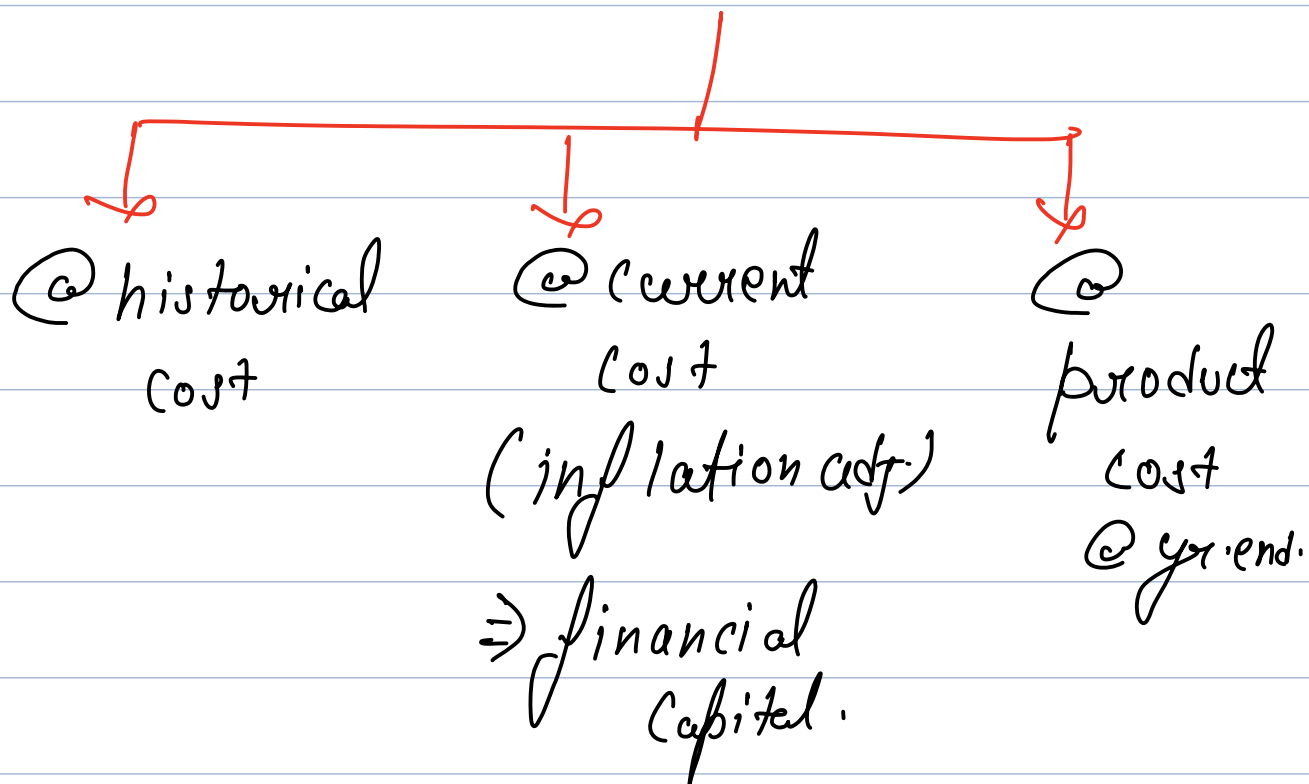 @ historical
cost
@ current
cost
(inflation adj.)
⇒ financial
capital.
@
product
cost
@ yr.end.